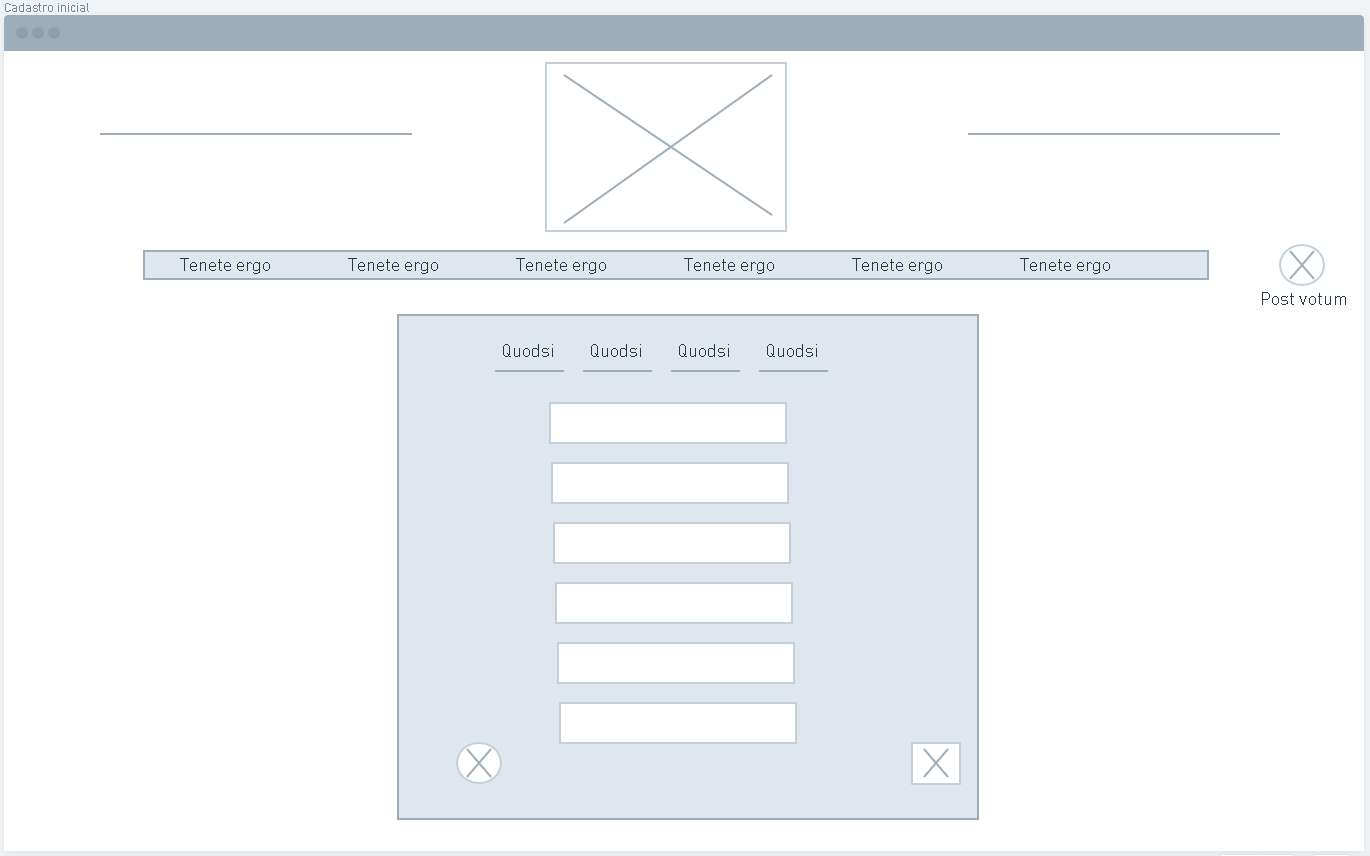 Cadastro inicial
Tenete ergo Tenete ergo Tenete ergo Tenete ergo Tenete ergo Tenete ergo
Post votum
Quodsi Quodsi Quodsi Quodsi